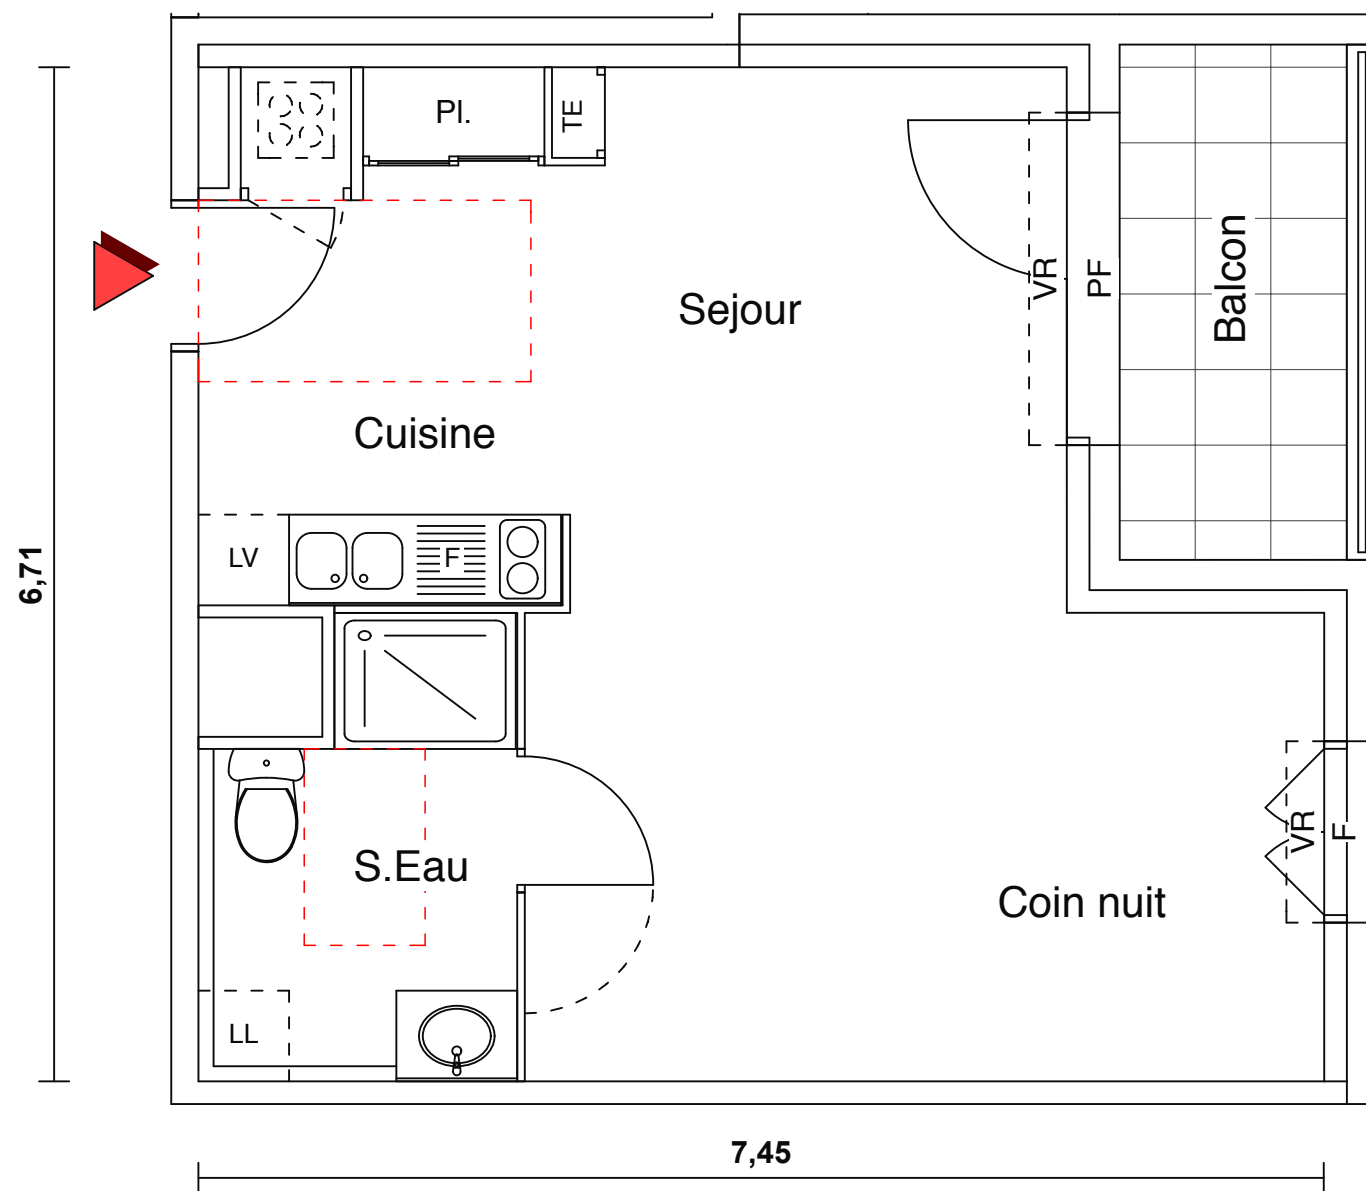 Pl.
TE
Sejour
VR
PF
Balcon
Cuisine
LV
F
6,71
S.Eau
VR
F
Coin nuit
LL
7,45